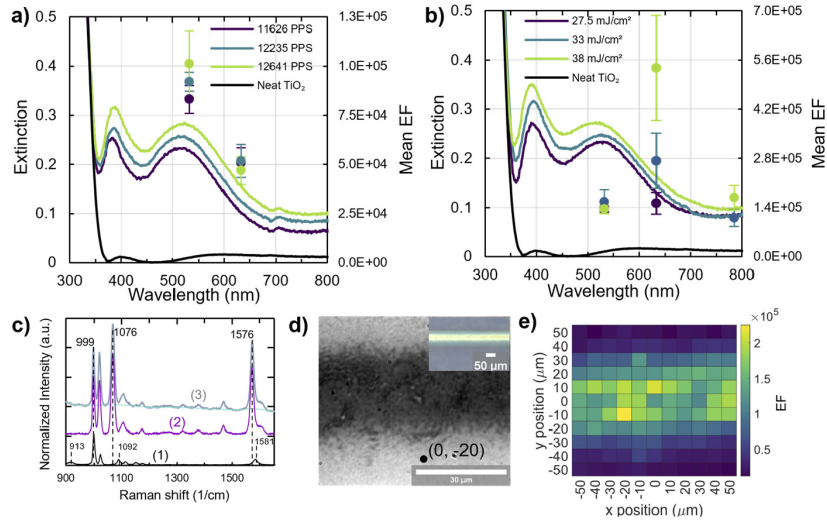 a)
11626 PPS
12235 PPS
12641 PPS
Neat TiO₂
Extinction
0.5
0.4
0.3
0.2
0.1
0
300 400 500 600 700 800
Wavelength (nm)
1.3E+05
1.0E+05
7.5E+04
5.0E+04
2.5E+04
0.0E+00
Mean EF
b)
27.5 mJ/cm²
33 mJ/cm²
38 mJ/cm²
Neat TiO₂
Extinction
0.5
0.4
0.3
0.2
0.1
0
300 400 500 600 700 800
Wavelength (nm)
7.0E+05
5.6E+05
4.2E+05
2.8E+05
1.4E+05
0.0E+00
Mean EF
c)
Normalized Intensity (a.u.)
999
1076
1576
(3)
(2)
(1)
913
1092
1581
900 1100 1300 1500
Raman shift (1/cm)
d)
50 µm
(0, -20)
30 µm
e)
y position (µm)
50
40
30
20
10
0
-10
-20
-30
-40
-50
-50 -40 -30 -20 -10 0 10 20 30 40 50
x position (µm)
×10⁵
2
1.5
1
0.5
EF